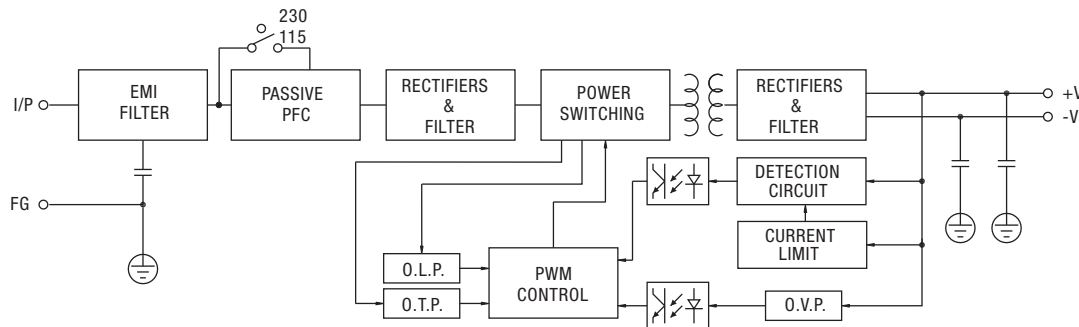 230
115
I/P
EMI
FILTER
PASSIVE
PFC
RECTIFIERS
&
FILTER
POWER
SWITCHING
RECTIFIERS
&
FILTER
+V
-V
FG
DETECTION
CIRCUIT
CURRENT
LIMIT
O.L.P.
O.T.P.
PWM
CONTROL
O.V.P.